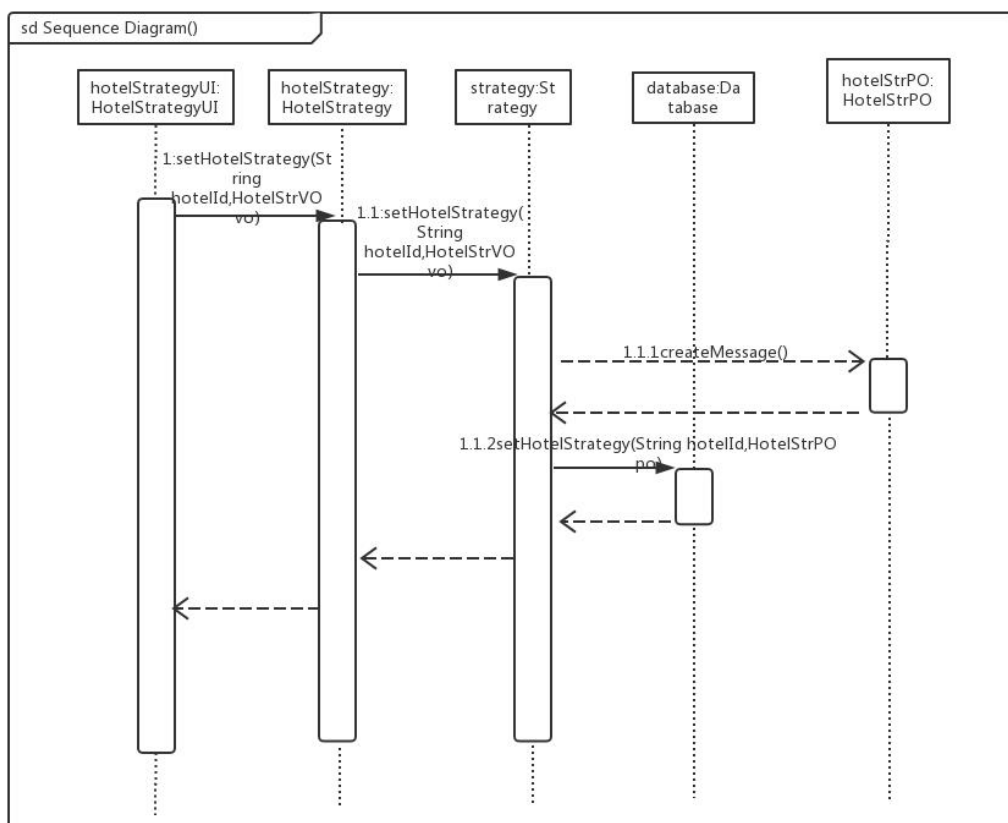 sd Sequence Diagram()
hotelStrategyUI:
HotelStrategyUI
hotelStrategy:
HotelStrategy
strategy:St
rategy
database:Da
tabase
hotelStrPO:
HotelStrPO
1:setHotelStrategy(St
ring
hotelId,HotelStrVO
vo)
1.1:setHotelStrategy(
String
hotelId,HotelStrVO
vo)
1.1.1createMessage()
1.1.2setHotelStrategy(String hotelId,HotelStrPO
po)